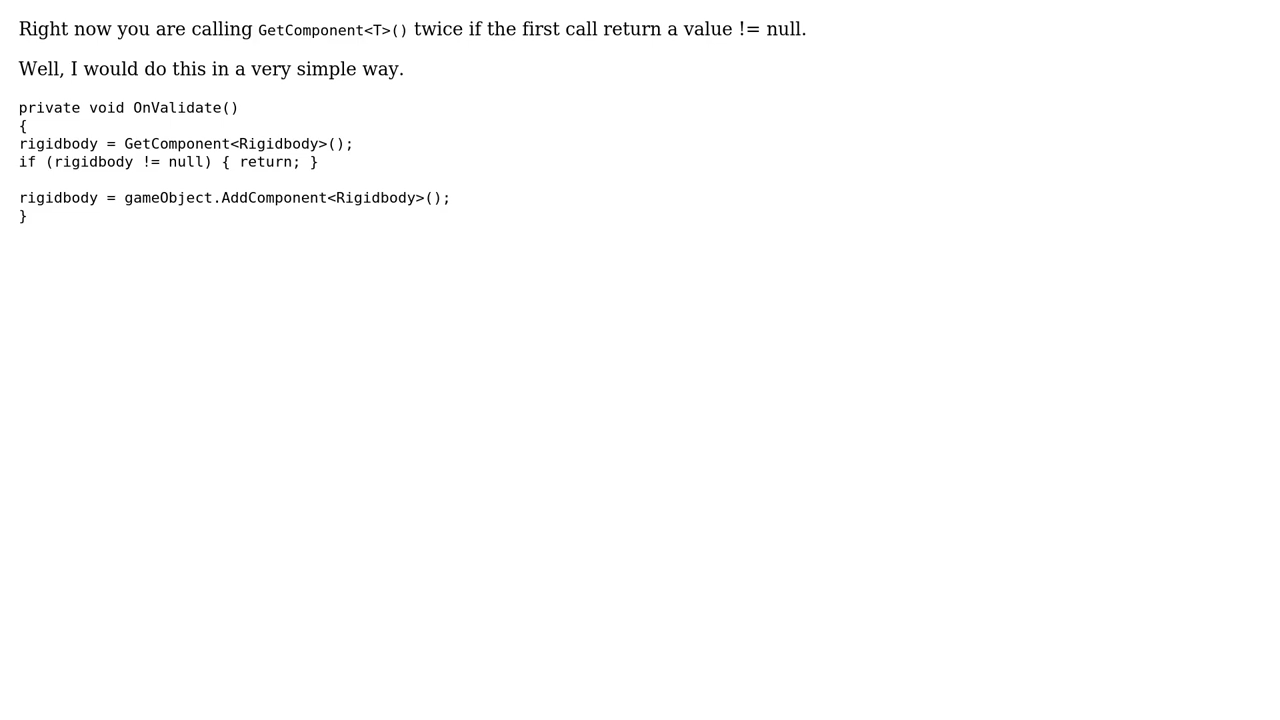 Right now you are calling GetComponent<T>() twice if the first call return a value != null.
Well, I would do this in a very simple way.
private void OnValidate()
{
rigidbody = GetComponent<Rigidbody>();
if (rigidbody != null) { return; }
rigidbody = gameObject.AddComponent<Rigidbody>();
}